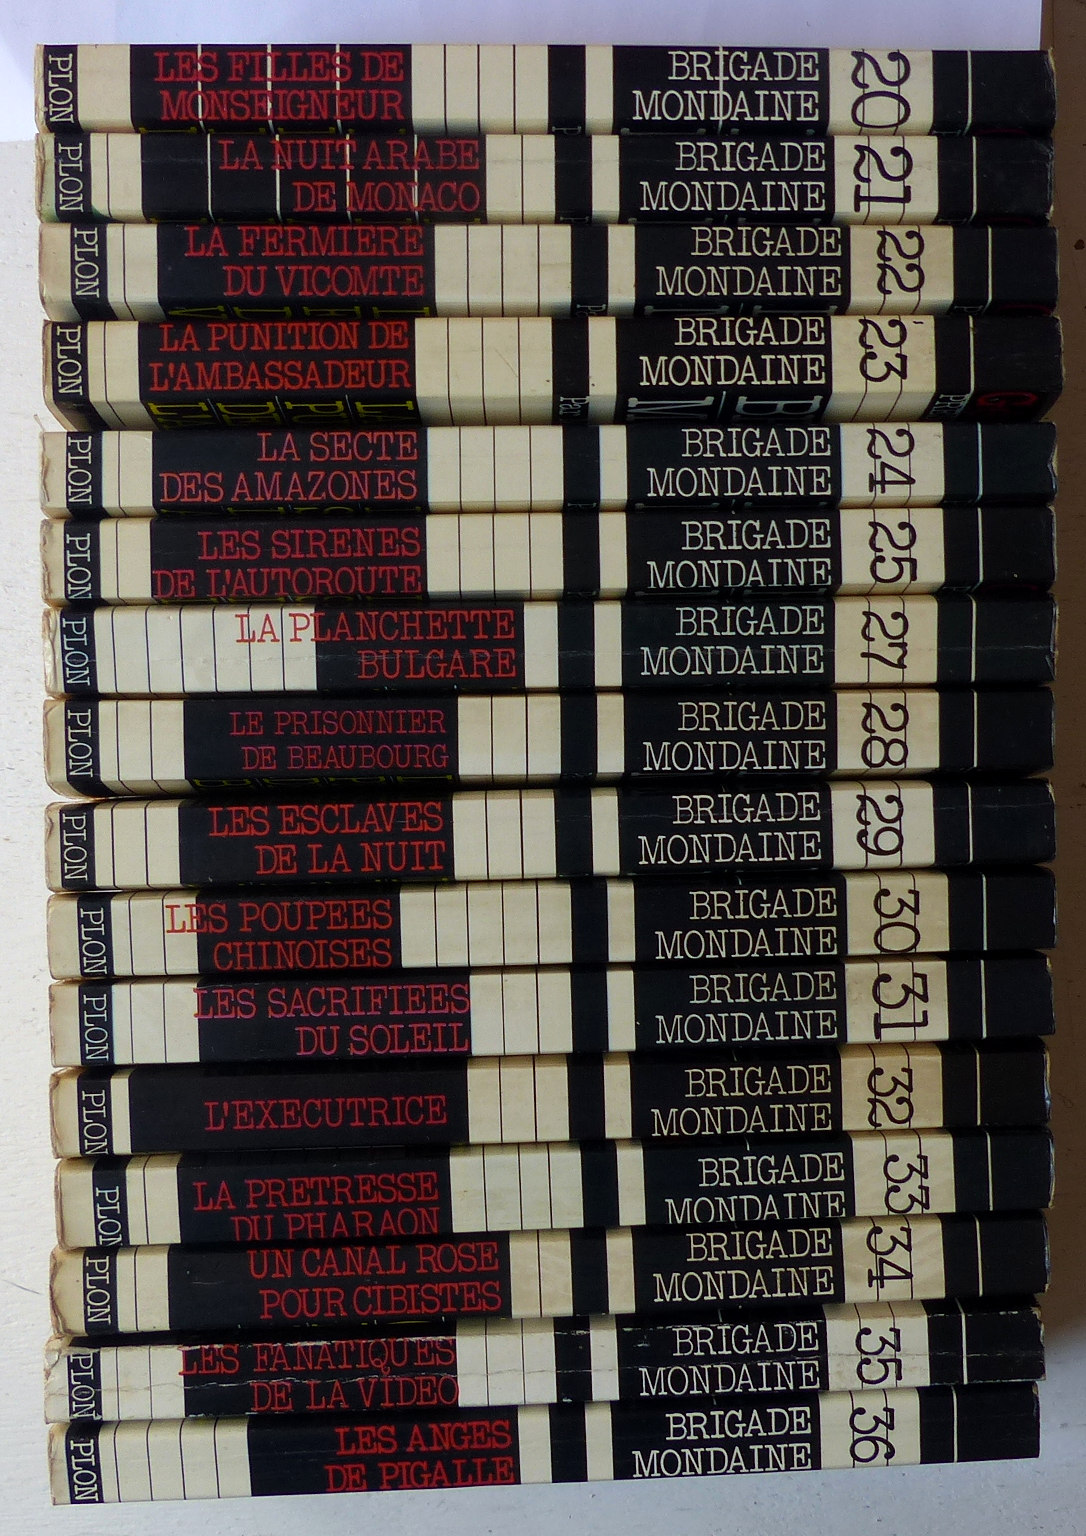 PLON
LES FILLES DE
MONSEIGNEUR
BRIGADE
MONDAINE
20
PLON
LA NUIT ARABE
DE MONACO
BRIGADE
MONDAINE
21
PLON
LA FERMIERE
DU VICOMTE
BRIGADE
MONDAINE
22
PLON
LA PUNITION DE
L'AMBASSADEUR
BRIGADE
MONDAINE
23
PLON
LA SECTE
DES AMAZONES
BRIGADE
MONDAINE
24
PLON
LES SIRENES
DE L'AUTOROUTE
BRIGADE
MONDAINE
25
PLON
LA PLANCHETTE
BULGARE
BRIGADE
MONDAINE
27
PLON
LE PRISONNIER
DE BEAUBOURG
BRIGADE
MONDAINE
28
PLON
LES ESCLAVES
DE LA NUIT
BRIGADE
MONDAINE
29
PLON
LES POUPEES
CHINOISES
BRIGADE
MONDAINE
30
PLON
LES SACRIFIEES
DU SOLEIL
BRIGADE
MONDAINE
31
PLON
L'EXECUTRICE
BRIGADE
MONDAINE
32
PLON
LA PRETRESSE
DU PHARAON
BRIGADE
MONDAINE
33
PLON
UN CANAL ROSE
POUR CIBISTES
BRIGADE
MONDAINE
34
PLON
LES FANATIQUES
DE LA VIDEO
BRIGADE
MONDAINE
35
PLON
LES ANGES
DE PIGALLE
BRIGADE
MONDAINE
36